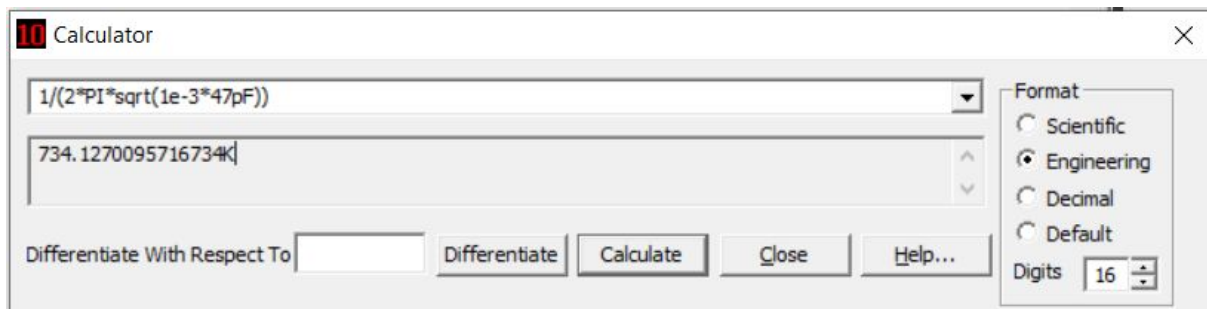 10 Calculator
1/(2*PI*sqrt(1e-3*47pF))
734.1270095716734K
Differentiate With Respect To
Differentiate
Calculate
Close
Help...
Format
Scientific
Engineering
Decimal
Default
Digits 16